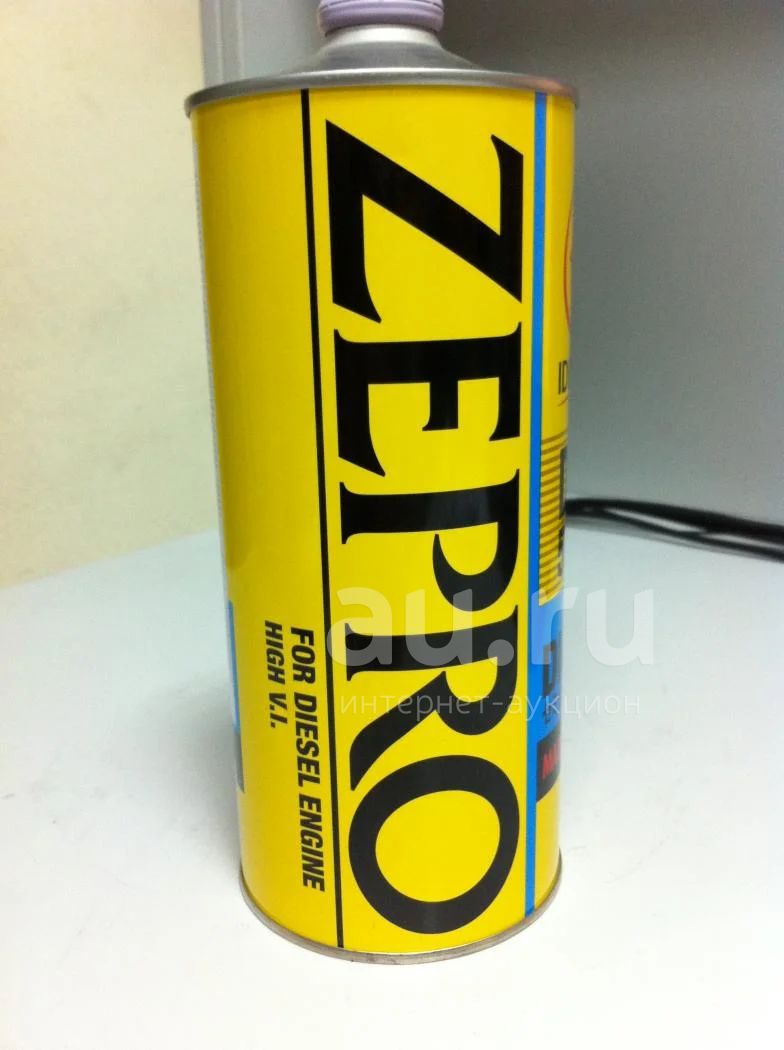 ZEPRO
FOR DIESEL ENGINE
HIGH V.I.
au.ru
интернет-аукцион